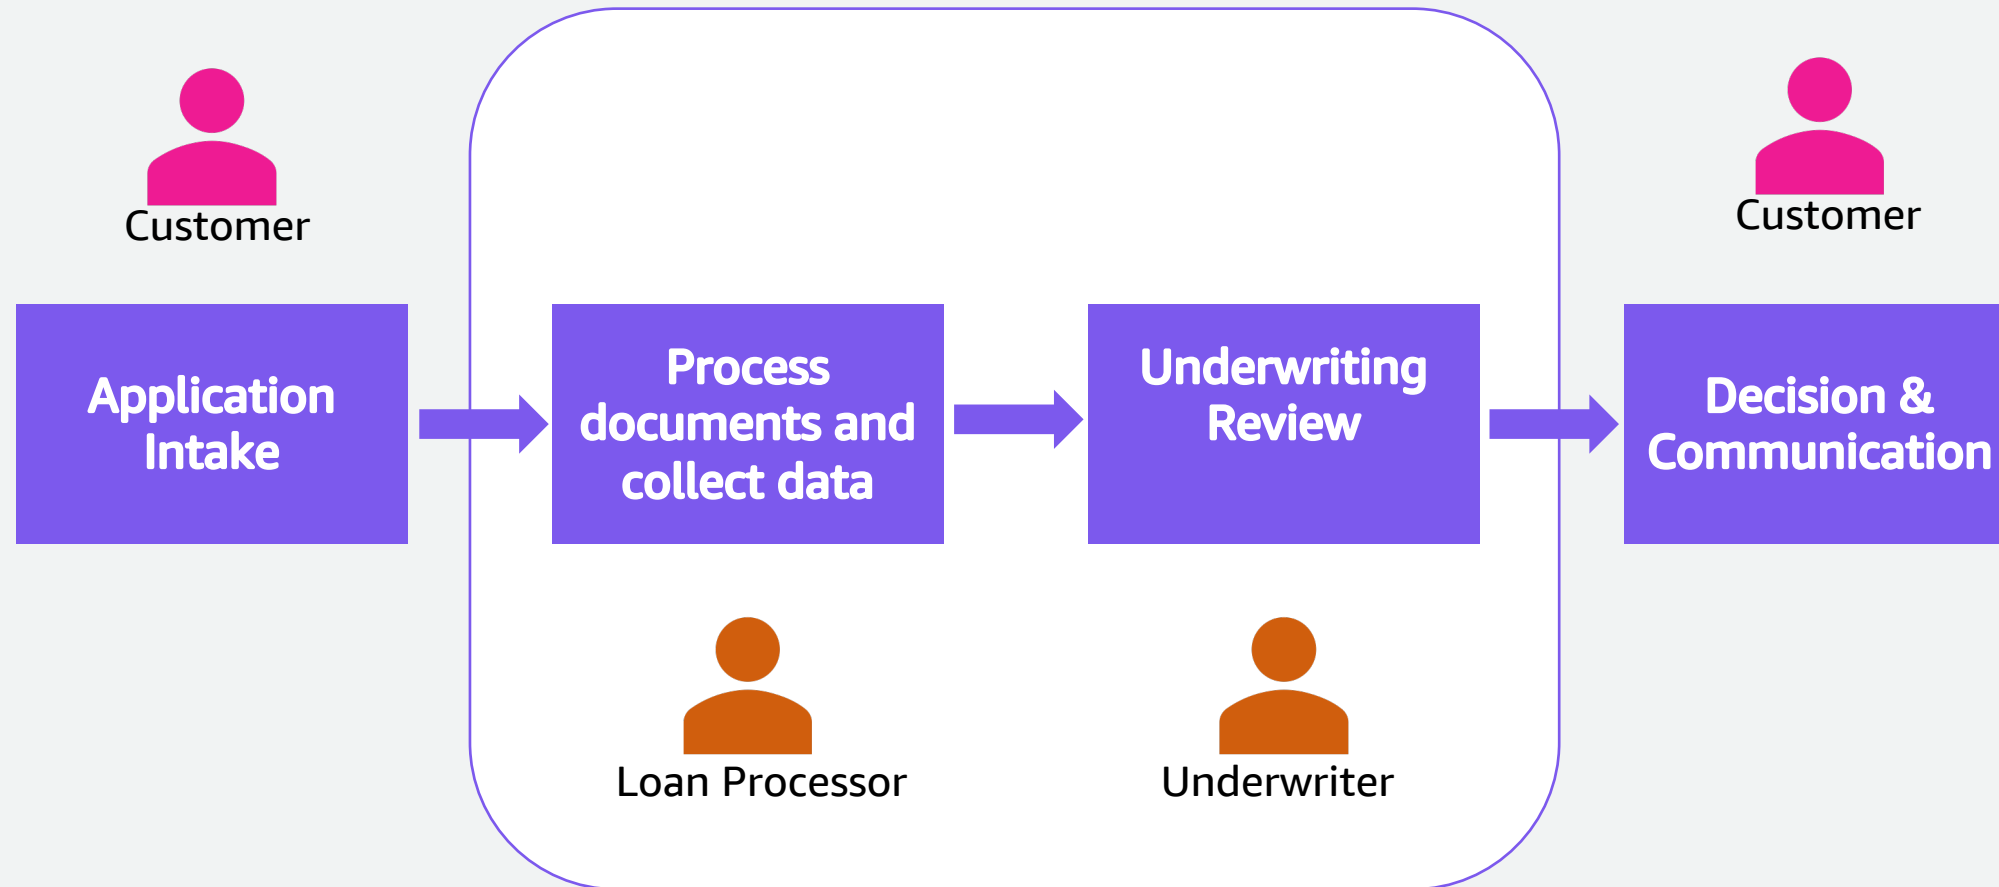 Customer
Customer
Application
Intake
Process
documents and
collect data
Underwriting
Review
Decision &
Communication
Loan Processor
Underwriter